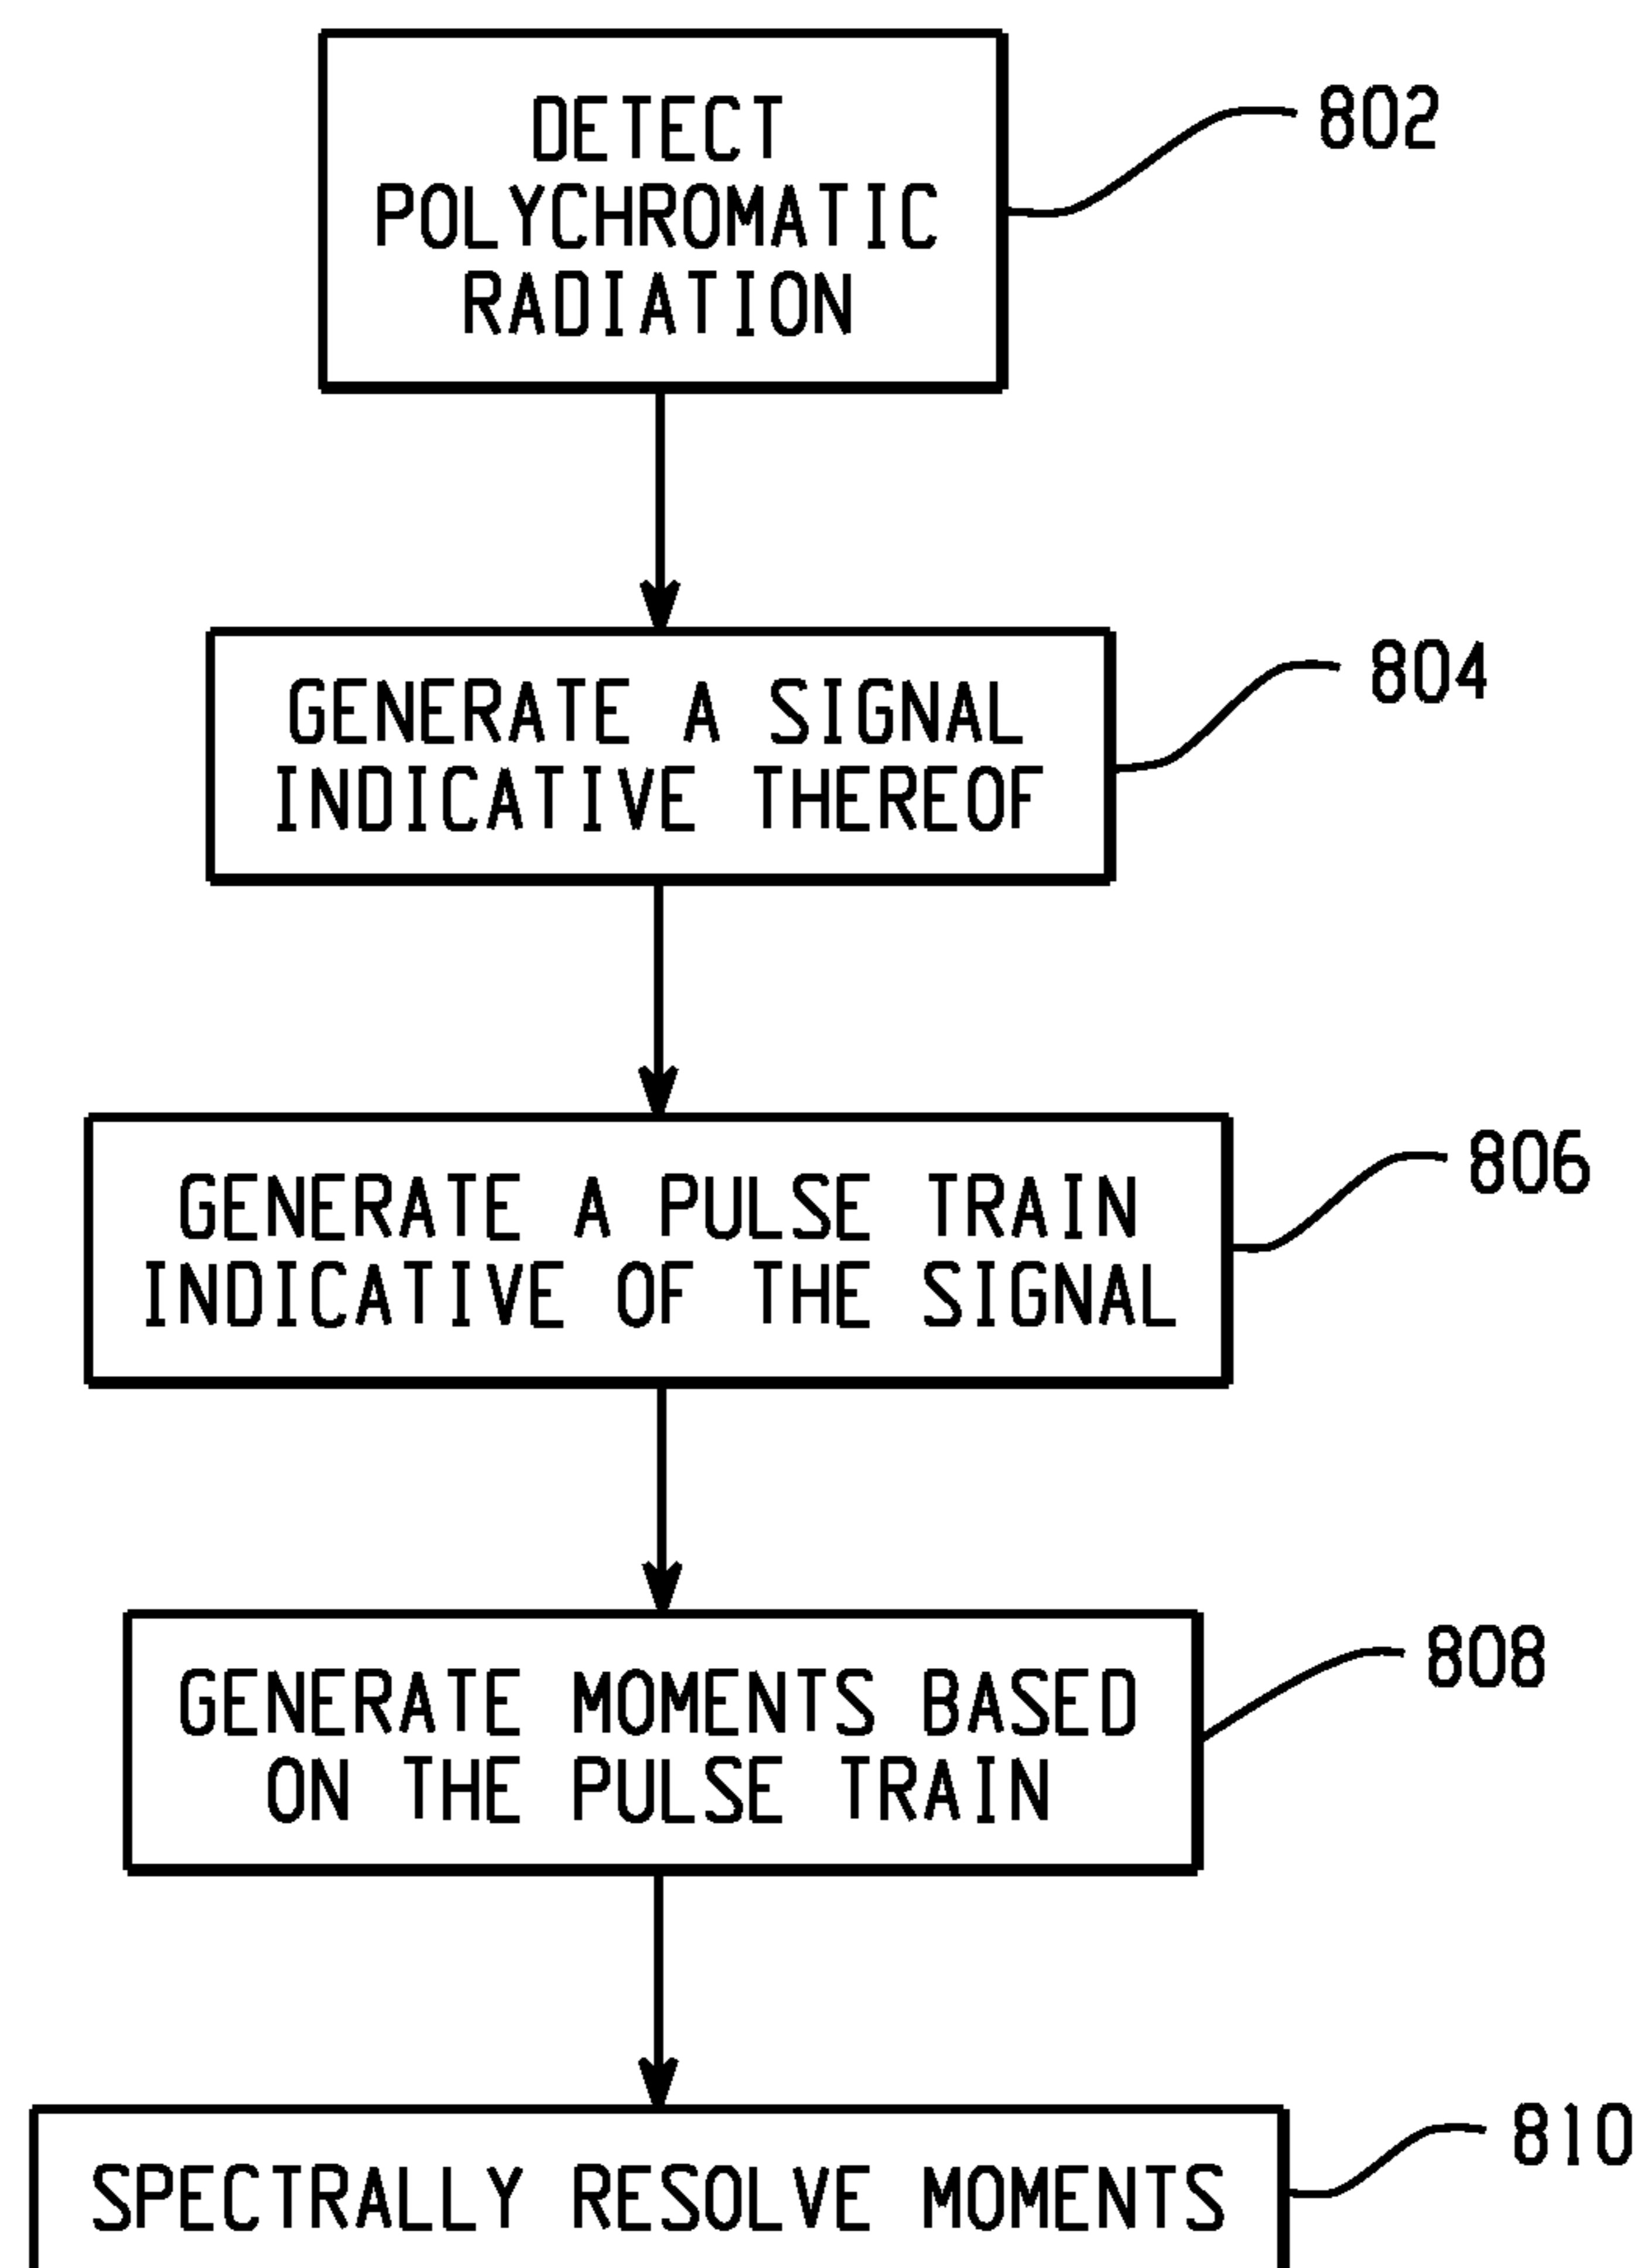 DETECT
POLYCHROMATIC
RADIATION
802
GENERATE A SIGNAL
INDICATIVE THEREOF
804
GENERATE A PULSE TRAIN
INDICATIVE OF THE SIGNAL
806
GENERATE MOMENTS BASED
ON THE PULSE TRAIN
808
SPECTRALLY RESOLVE MOMENTS
810